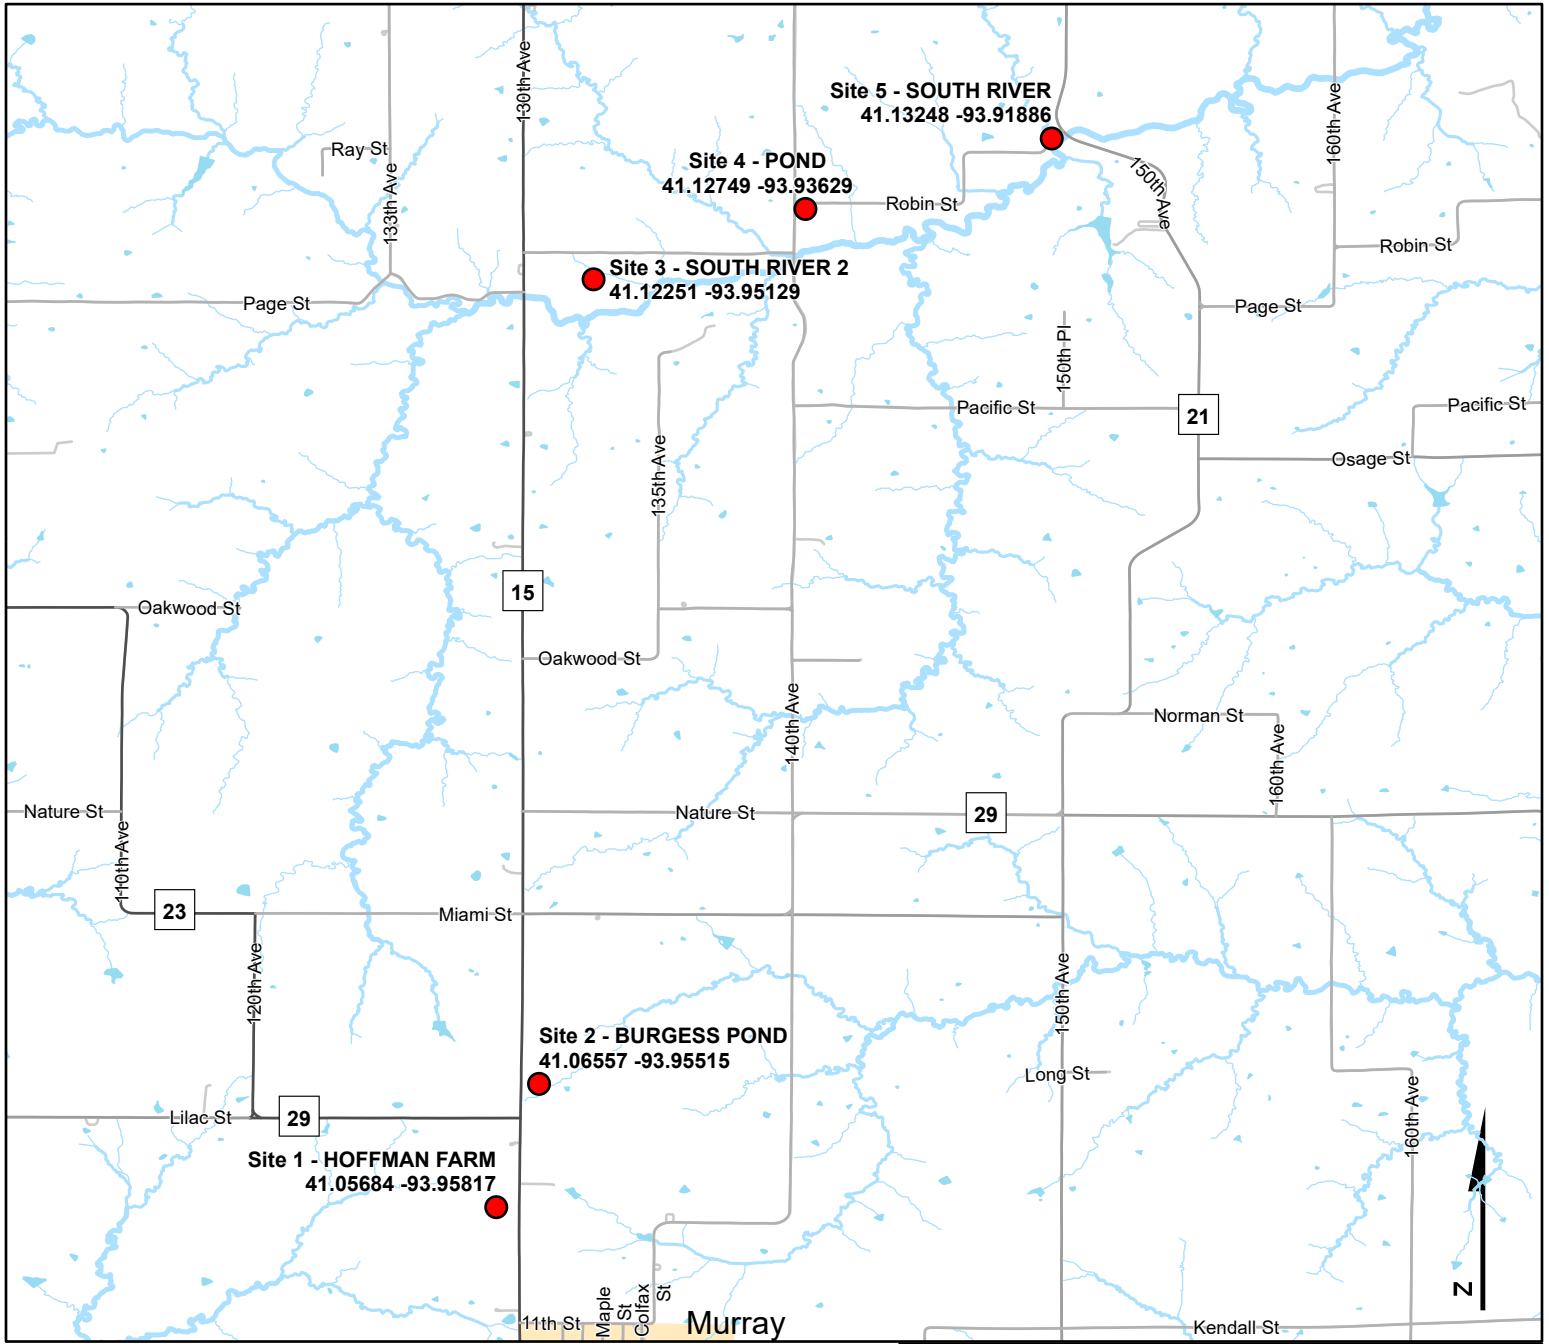 130th Ave
Site 5 - SOUTH RIVER
41.13248 -93.91886
160th Ave
Ray St
133th Ave
Site 4 - POND
41.12749 -93.93629
150th Ave
Robin St
Robin St
Site 3 - SOUTH RIVER 2
41.12251 -93.95129
Page St
Page St
150th Pl
Pacific St
21
Pacific St
135th Ave
Osage St
15
Oakwood St
Oakwood St
140th Ave
Norman St
160th Ave
Nature St
Nature St
29
110th Ave
23
Miami St
120th Ave
150th Ave
Site 2 - BURGESS POND
41.06557 -93.95515
Long St
160th Ave
Lilac St
29
Site 1 - HOFFMAN FARM
41.05684 -93.95817
N
11th St
Maple
St
Colfax
St
Murray
Kendall St